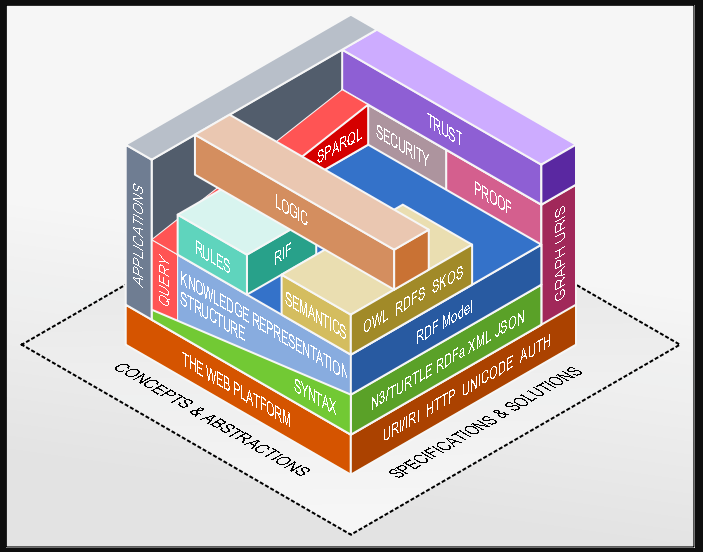 TRUST
SECURITY
SPARQL
PROOF
APPLICATIONS
LOGIC
GRAPH URIS
RULES
RIF
QUERY
KNOWLEDGE REPRESENTATION
STRUCTURE
SEMANTICS
OWL RDFS SKOS
RDF Model
SYNTAX
N3/TURTLE RDFa XML JSON
THE WEB PLATFORM
URI/IRI HTTP UNICODE AUTH
CONCEPTS & ABSTRACTIONS
SPECIFICATIONS & SOLUTIONS